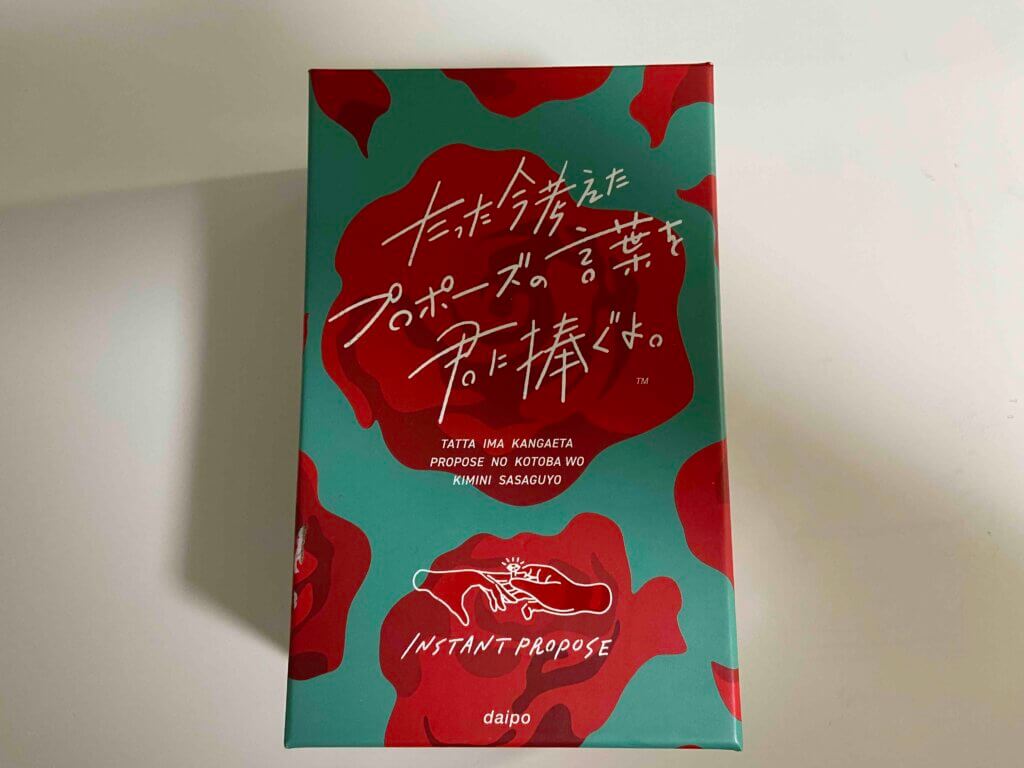 たった今考えた
プロポーズの言葉を
君に捧ぐよ。
TM
TATTA IMA KANGAETA
PROPOSE NO KOTOBA WO
KIMINI SASAGUYO
INSTANT PROPOSE
daipo